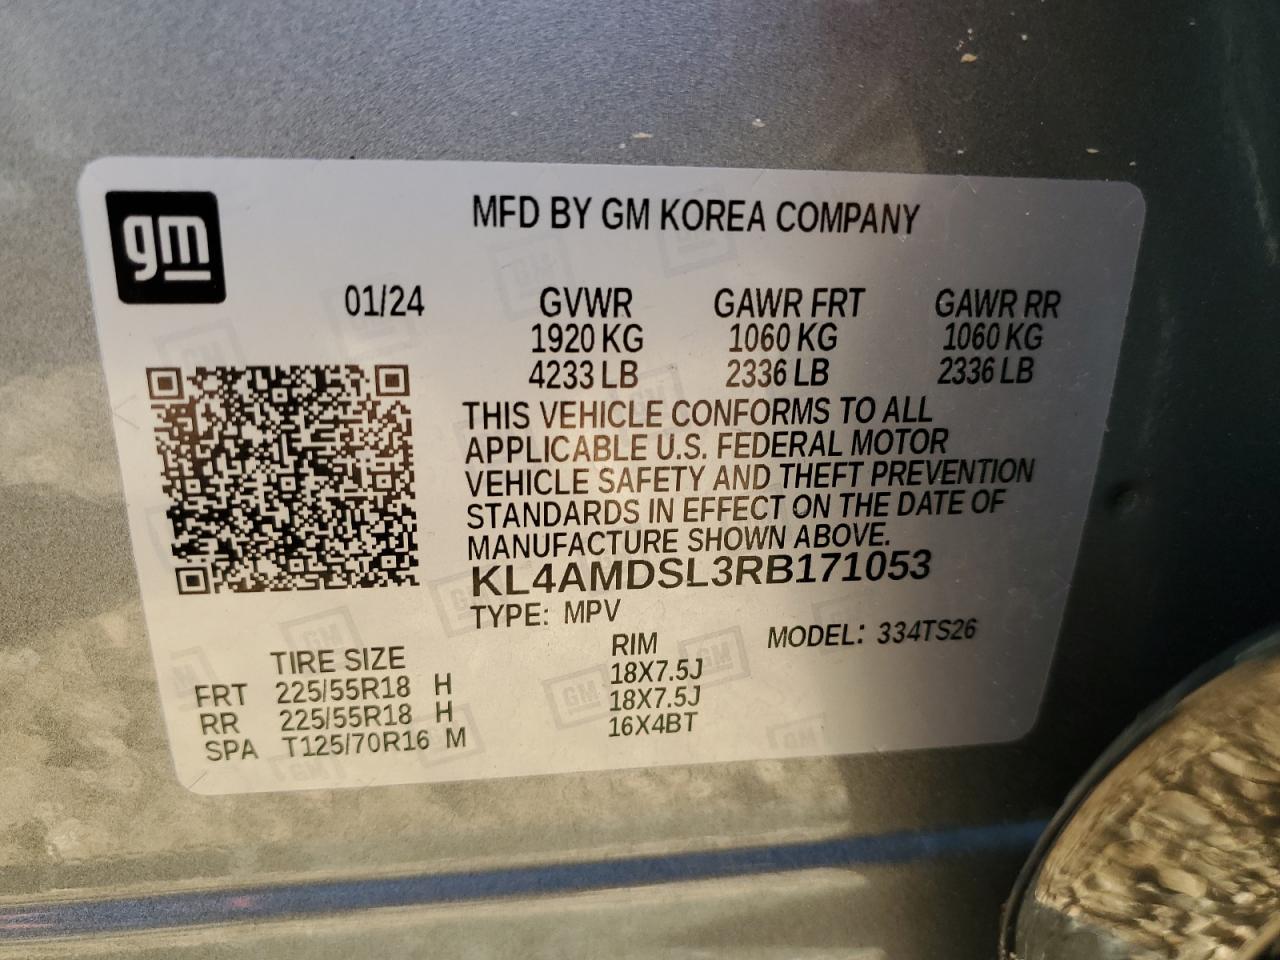 gm
MFD BY GM KOREA COMPANY
01/24 GVWR GAWR FRT GAWR RR
1920 KG 1060 KG 1060 KG
4233 LB 2336 LB 2336 LB
THIS VEHICLE CONFORMS TO ALL
APPLICABLE U.S. FEDERAL MOTOR
VEHICLE SAFETY AND THEFT PREVENTION
STANDARDS IN EFFECT ON THE DATE OF
MANUFACTURE SHOWN ABOVE.
KL4AMDSL3RB171053
TYPE: MPV
TIRE SIZE RIM MODEL: 334TS26
FRT 225/55R18 H 18X7.5J
RR 225/55R18 H 18X7.5J
SPA T125/70R16 M 16X4BT